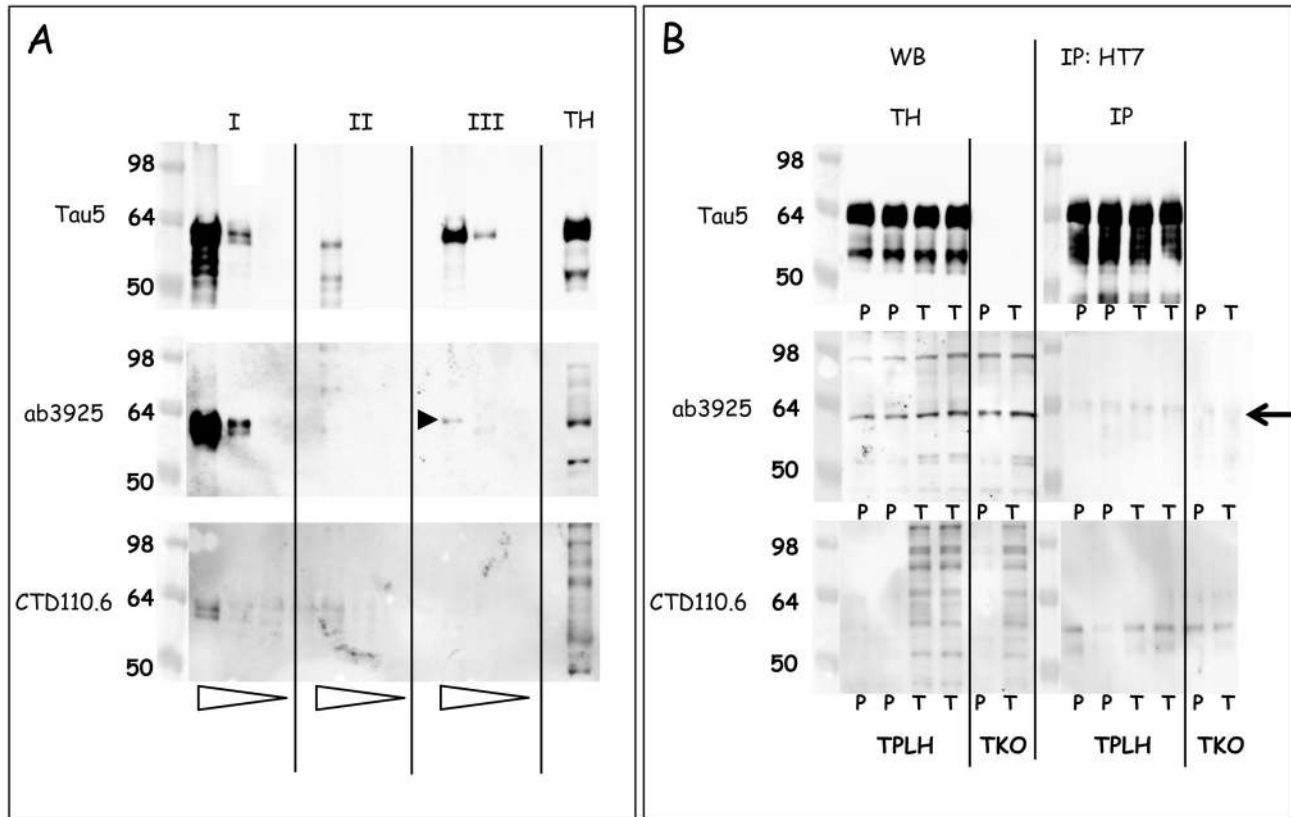 A
I II III TH
98
Tau5 64
50
98
ab3925 64
50
98
CTD110.6 64
50
B
WB IP: HT7
TH IP
98
Tau5 64
50
P P T T P T P P T T P T
98
ab3925 64
50
P P T T P T P P T T P T
98
CTD110.6 64
50
P P T T P T P P T T P T
TPLH TKO TPLH TKO